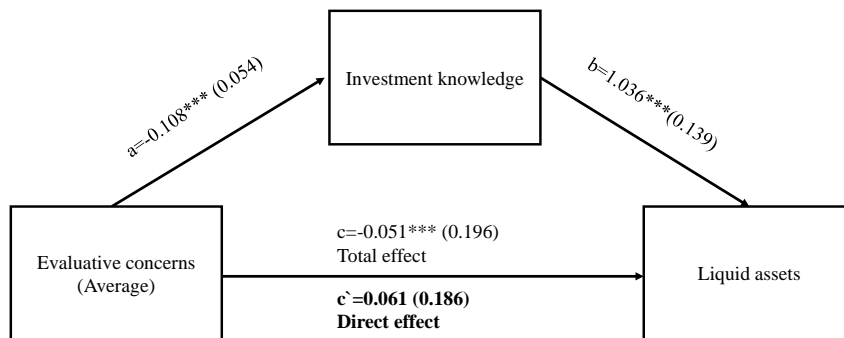 a=-0.108*** (0.054)
Investment knowledge
b=1.036***(0.139)
Evaluative concerns
(Average)
c=-0.051*** (0.196)
Total effect
c`=0.061 (0.186)
Direct effect
Liquid assets